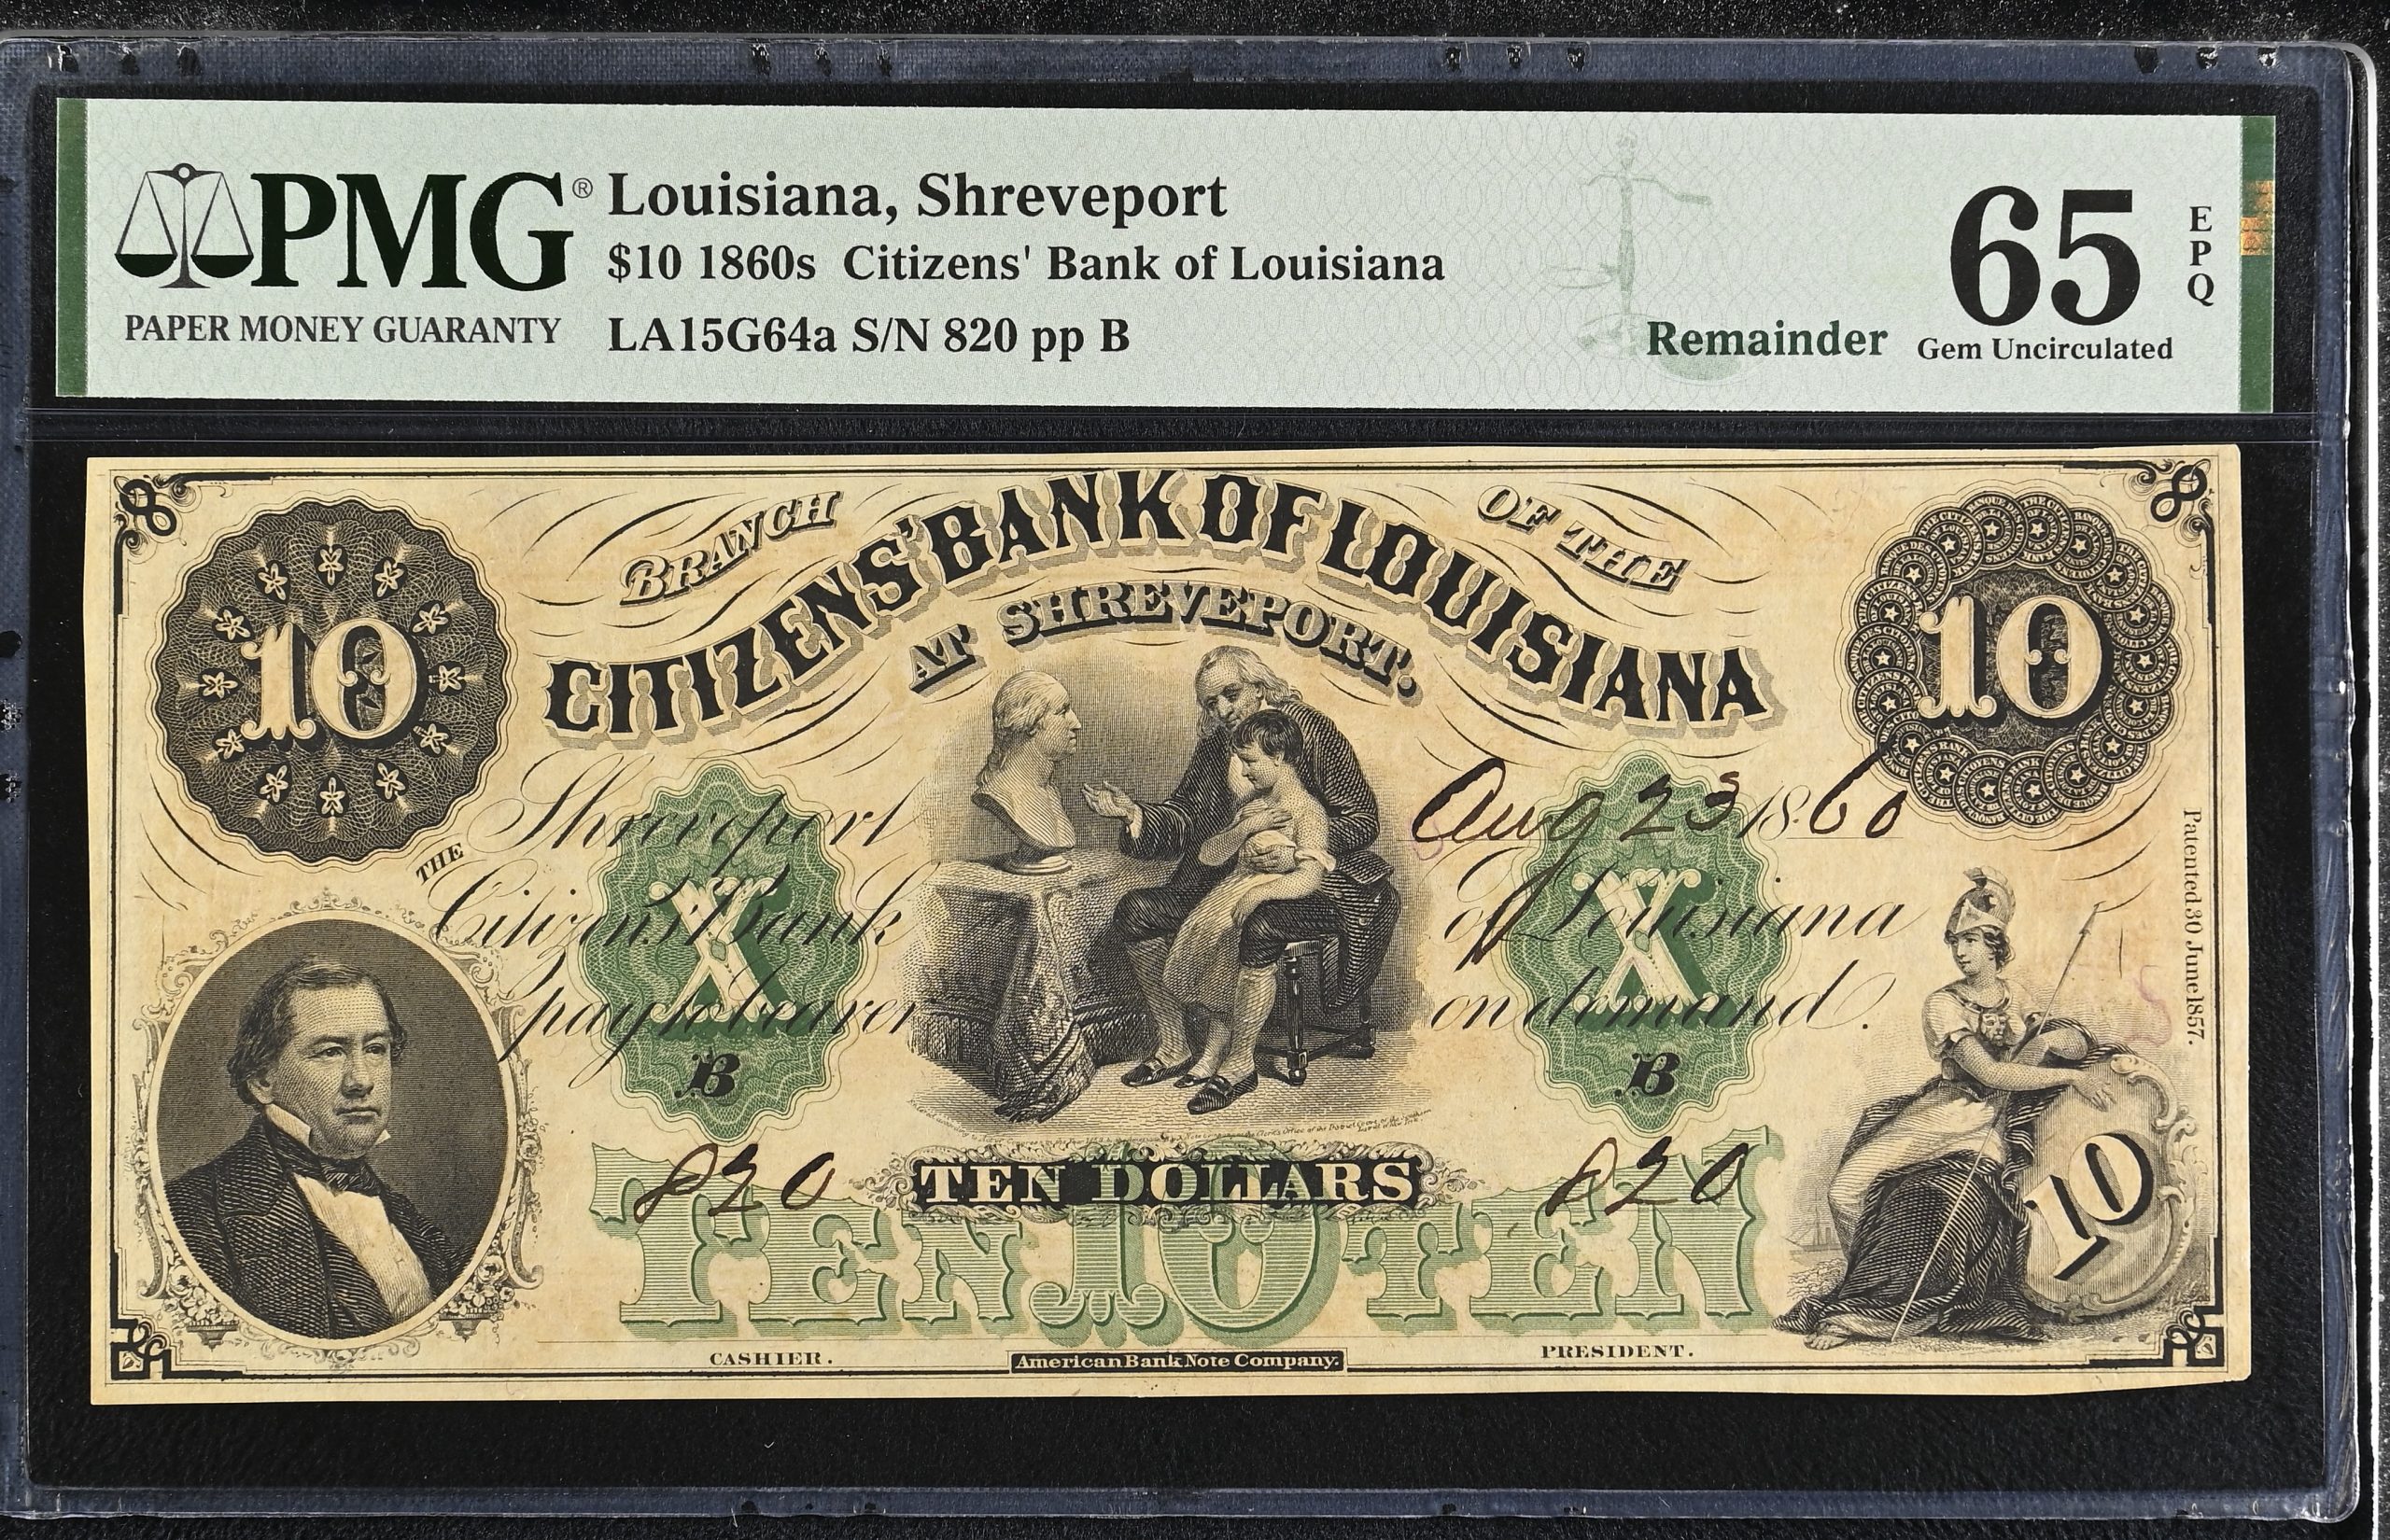 PMG® Louisiana, Shreveport
$10 1860s Citizens' Bank of Louisiana
PAPER MONEY GUARANTY
LA15G64a S/N 820 pp B
Remainder
65
EPQ
Gem Uncirculated
BRANCH OF THE
CITIZENS' BANK OF LOUISIANA
AT SHREVEPORT.
10
10
Shreveport Aug 23 1860
THE
Citizens' Bank of Louisiana
pay to bearer on demand.
X
X
B
B
Patented 30 June 1857.
820 TEN DOLLARS 820
TEN 10 TEN
10
CASHIER.
American Bank Note Company.
PRESIDENT.